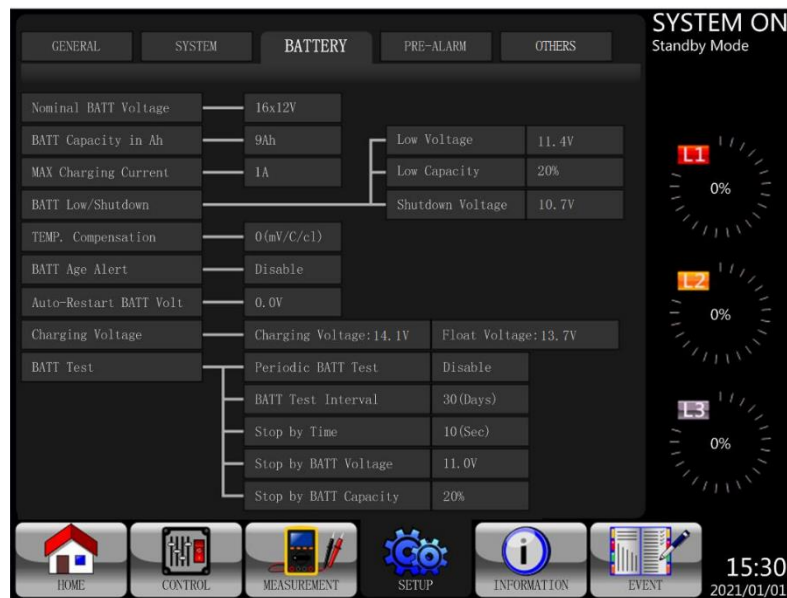 SYSTEM ON
Standby Mode
GENERAL SYSTEM BATTERY PRE-ALARM OTHERS
Nominal BATT Voltage 16x12V
BATT Capacity in Ah 9Ah Low Voltage 11.4V
MAX Charging Current 1A Low Capacity 20%
BATT Low/Shutdown Shutdown Voltage 10.7V
TEMP. Compensation 0(mV/C/cl)
BATT Age Alert Disable
Auto-Restart BATT Volt 0.0V
Charging Voltage Charging Voltage:14.1V Float Voltage:13.7V
BATT Test Periodic BATT Test Disable
BATT Test Interval 30(Days)
Stop by Time 10(Sec)
Stop by BATT Voltage 11.0V
Stop by BATT Capacity 20%
L1
0%
L2
0%
L3
0%
HOME CONTROL MEASUREMENT SETUP INFORMATION EVENT
15:30
2021/01/01